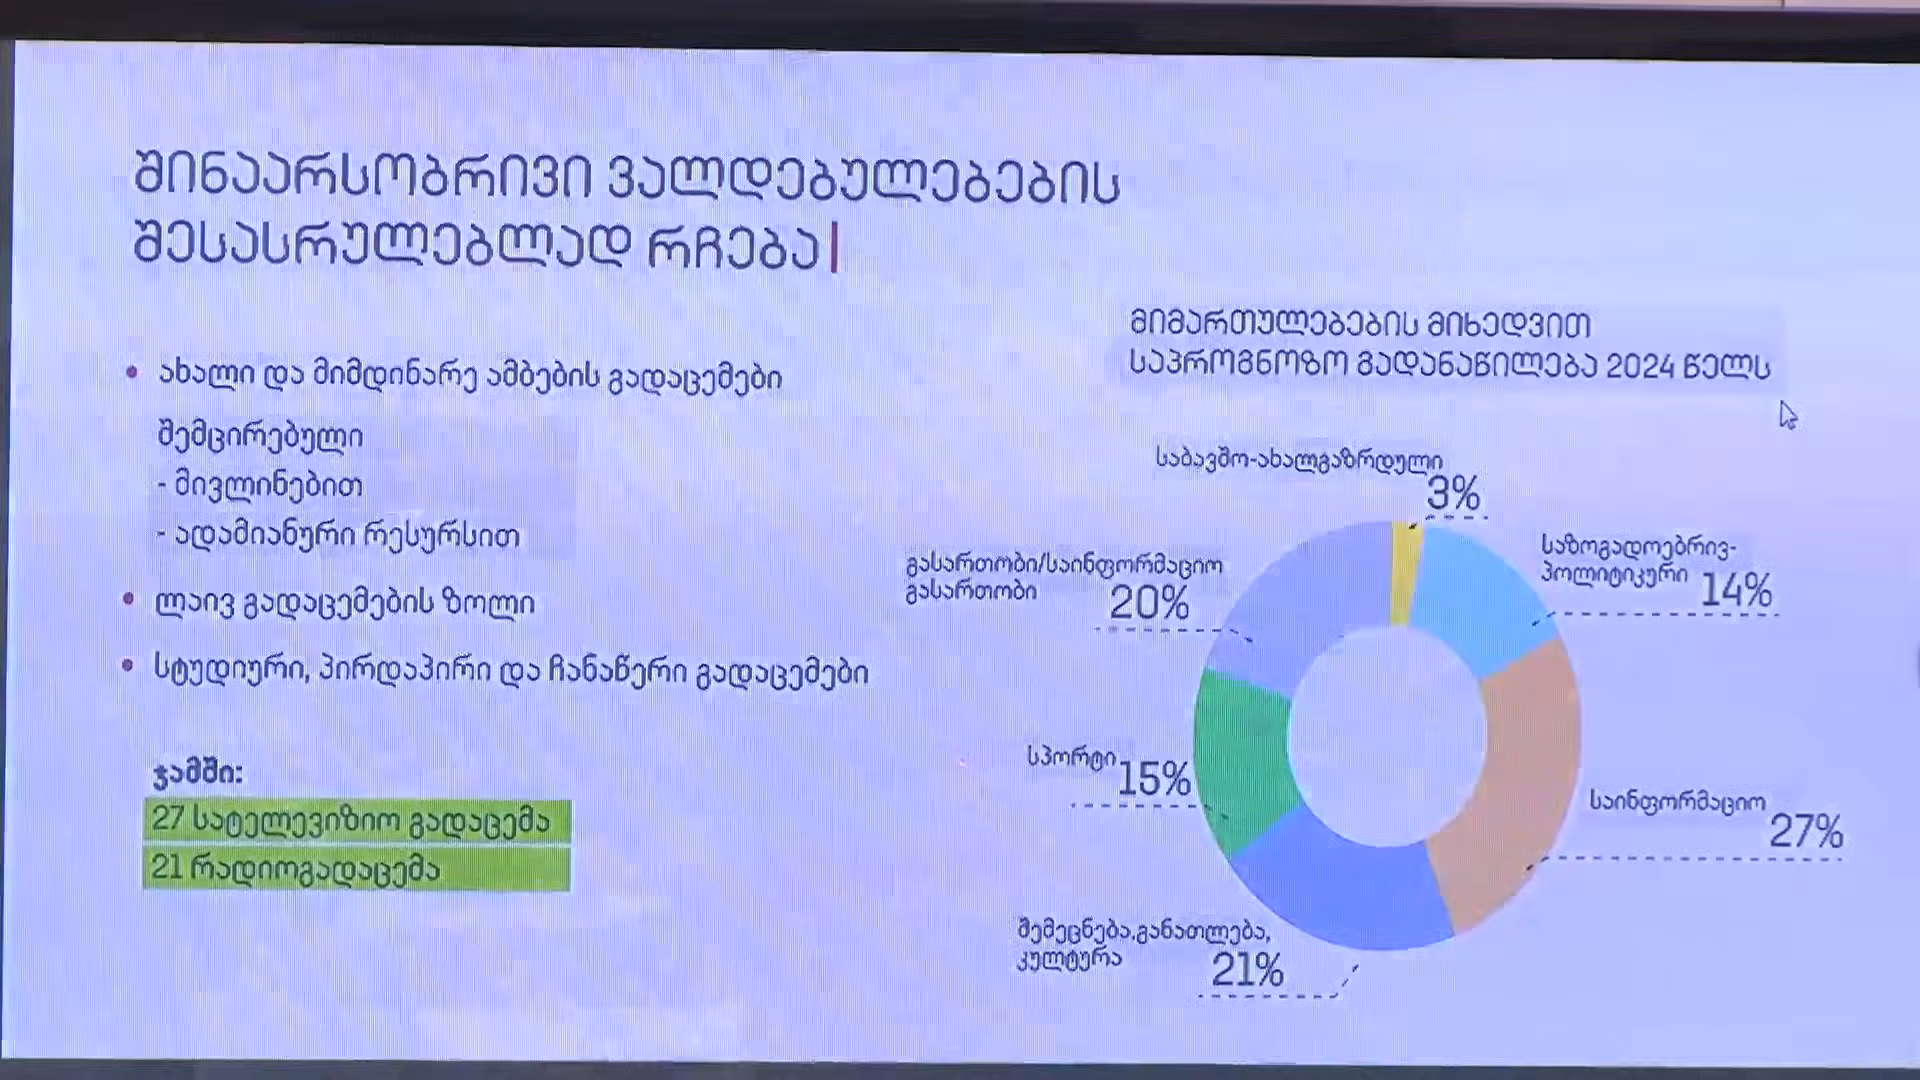 შინაარსობრივი ვალდებულებების
შესასრულებლად რჩება
ახალი და მიმდინარე ამბების გადაცემები
შემცირებული
- მივლინებით
- ადამიანური რესურსით
ლაივ გადაცემების ზოლი
სტუდიური, პირდაპირი და ჩანაწერი გადაცემები
ჯამში:
27 სატელევიზიო გადაცემა
21 რადიოგადაცემა
მიმართულებების მიხედვით
საპროგნოზო გადანაწილება 2024 წელს
საბავშო-ახალგაზრდული
3%
საზოგადოებრივ-
პოლიტიკური 14%
გასართობი/საინფორმაციო
გასართობი 20%
სპორტი 15%
საინფორმაციო
27%
შემეცნება,განათლება,
კულტურა 21%